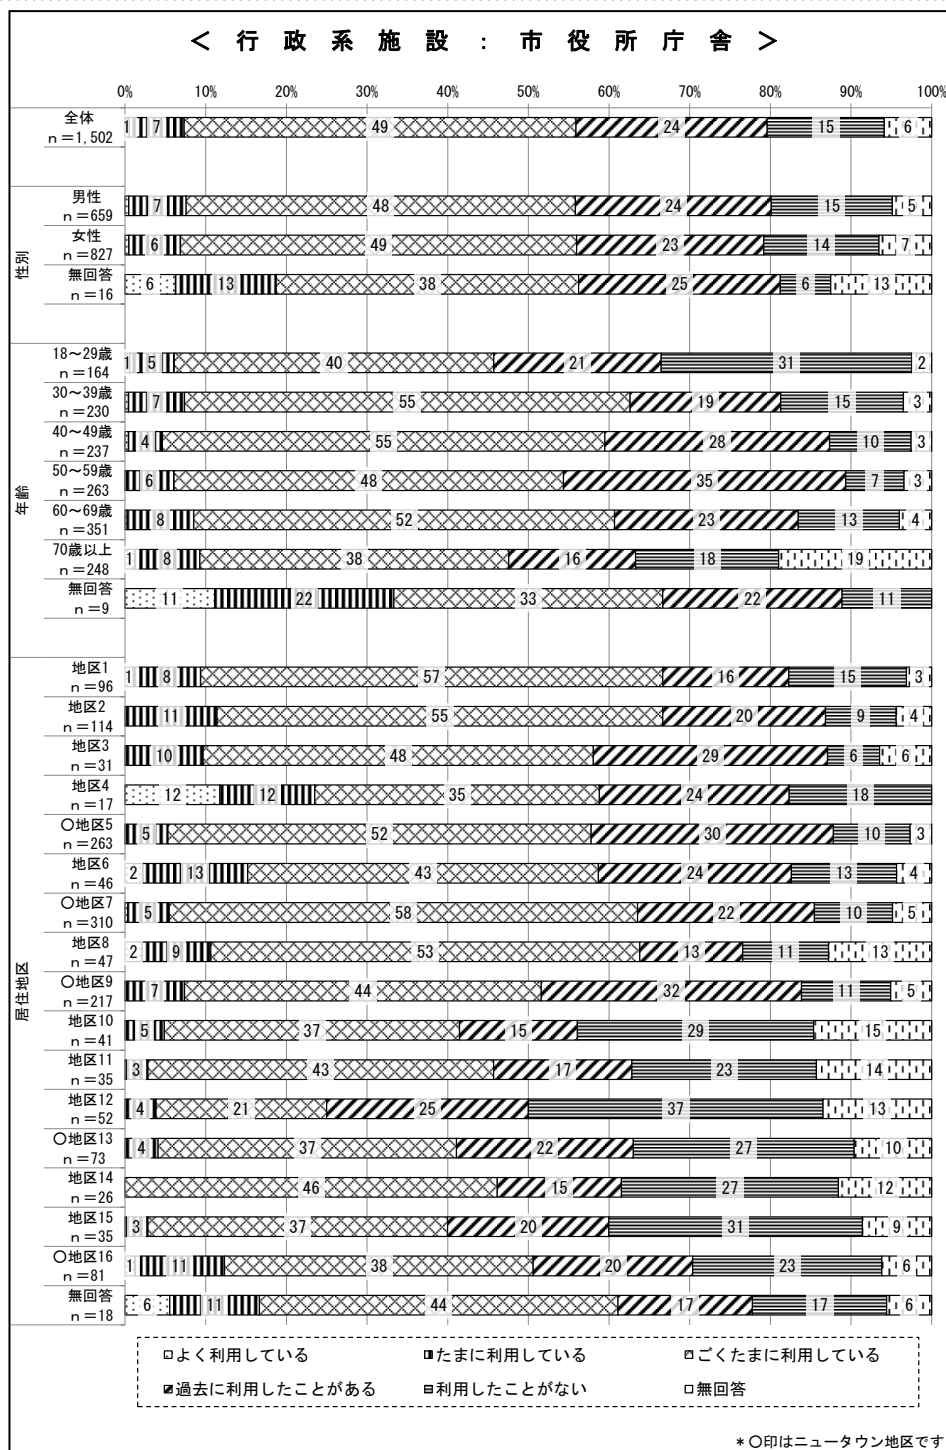 ＜ 行 政 系 施 設 ： 市 役 所 庁 舎 ＞
0% 10% 20% 30% 40% 50% 60% 70% 80% 90% 100%
全体
n＝1,502
1 7 49 24 15 6
性別
男性
n＝659
7 48 24 15 5
女性
n＝827
6 49 23 14 7
無回答
n＝16
6 13 38 25 6 13
年齢
18～29歳
n＝164
1 5 40 21 31 2
30～39歳
n＝230
7 55 19 15 3
40～49歳
n＝237
4 55 28 10 3
50～59歳
n＝263
6 48 35 7 3
60～69歳
n＝351
8 52 23 13 4
70歳以上
n＝248
1 8 38 16 18 19
無回答
n＝9
11 22 33 22 11
居住地区
地区1
n＝96
1 8 57 16 15 3
地区2
n＝114
11 55 20 9 4
地区3
n＝31
10 48 29 6 6
地区4
n＝17
12 12 35 24 18
〇地区5
n＝263
5 52 30 10 3
地区6
n＝46
2 13 43 24 13 4
〇地区7
n＝310
5 58 22 10 5
地区8
n＝47
2 9 53 13 11 13
〇地区9
n＝217
7 44 32 11 5
地区10
n＝41
5 37 15 29 15
地区11
n＝35
3 43 17 23 14
地区12
n＝52
4 21 25 37 13
〇地区13
n＝73
4 37 22 27 10
地区14
n＝26
46 15 27 12
地区15
n＝35
3 37 20 31 9
〇地区16
n＝81
1 11 38 20 23 6
無回答
n＝18
6 11 44 17 17 6
よく利用している たまに利用している ごくたまに利用している
過去に利用したことがある 利用したことがない 無回答
＊〇印はニュータウン地区です